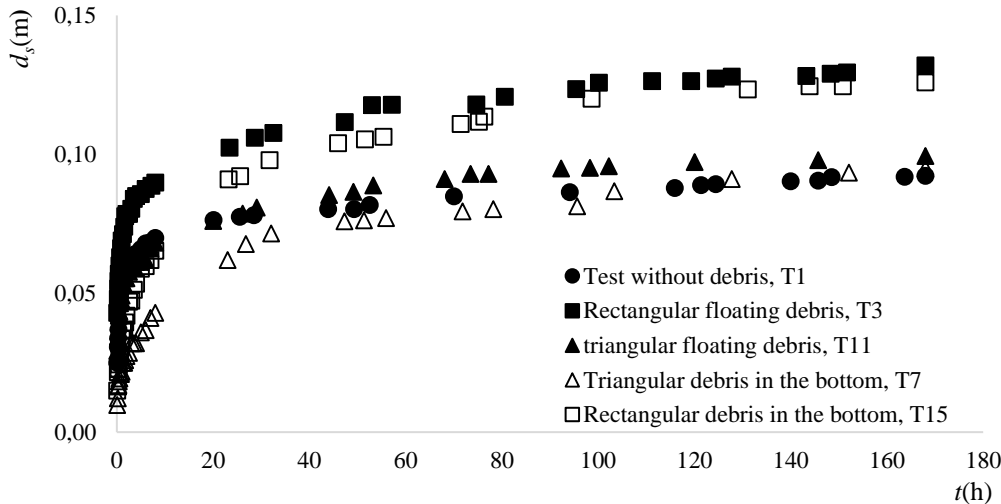 d_s(m)
0,15
0,10
0,05
0,00
Test without debris, T1
Rectangular floating debris, T3
triangular floating debris, T11
Triangular debris in the bottom, T7
Rectangular debris in the bottom, T15
0 20 40 60 80 100 120 140 160 180
t(h)